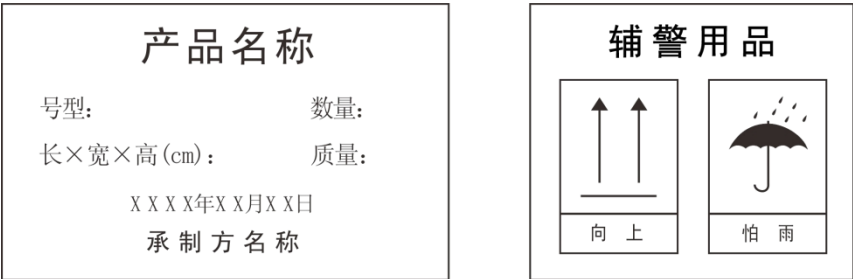 产品名称
号型： 数量：
长×宽×高(cm)： 质量：
XXXX年XX月XX日
承制方名称
辅警用品
向上 怕雨